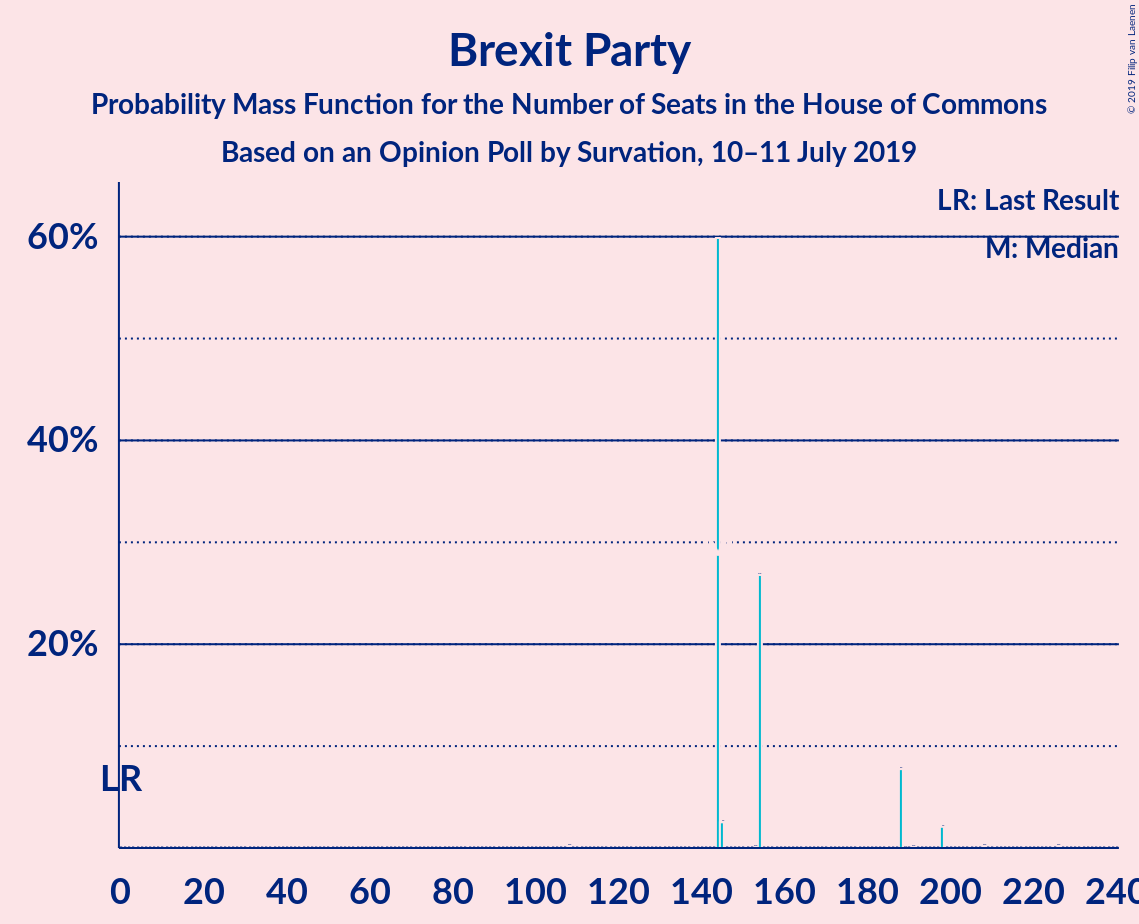 Brexit Party
Probability Mass Function for the Number of Seats in the House of Commons
Based on an Opinion Poll by Survation, 10–11 July 2019
© 2019 Filip van Laenen
LR: Last Result
M: Median
60%
40%
20%
LR
0 20 40 60 80 100 120 140 160 180 200 220 240